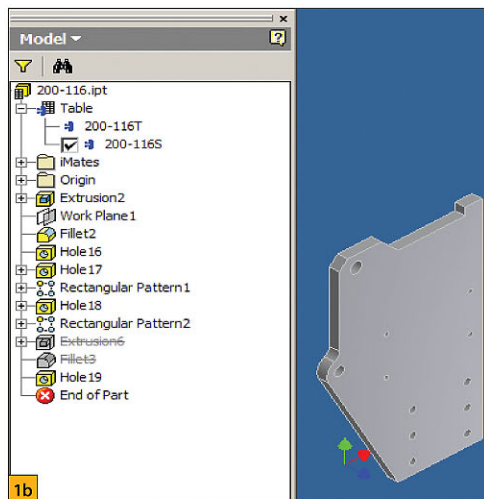 ×
Model
?
200-116.ipt
Table
200-116T
200-116S
iMates
Origin
Extrusion2
Work Plane1
Fillet2
Hole16
Hole17
Rectangular Pattern1
Hole18
Rectangular Pattern2
Extrusion6
Fillet3
Hole19
End of Part
1b